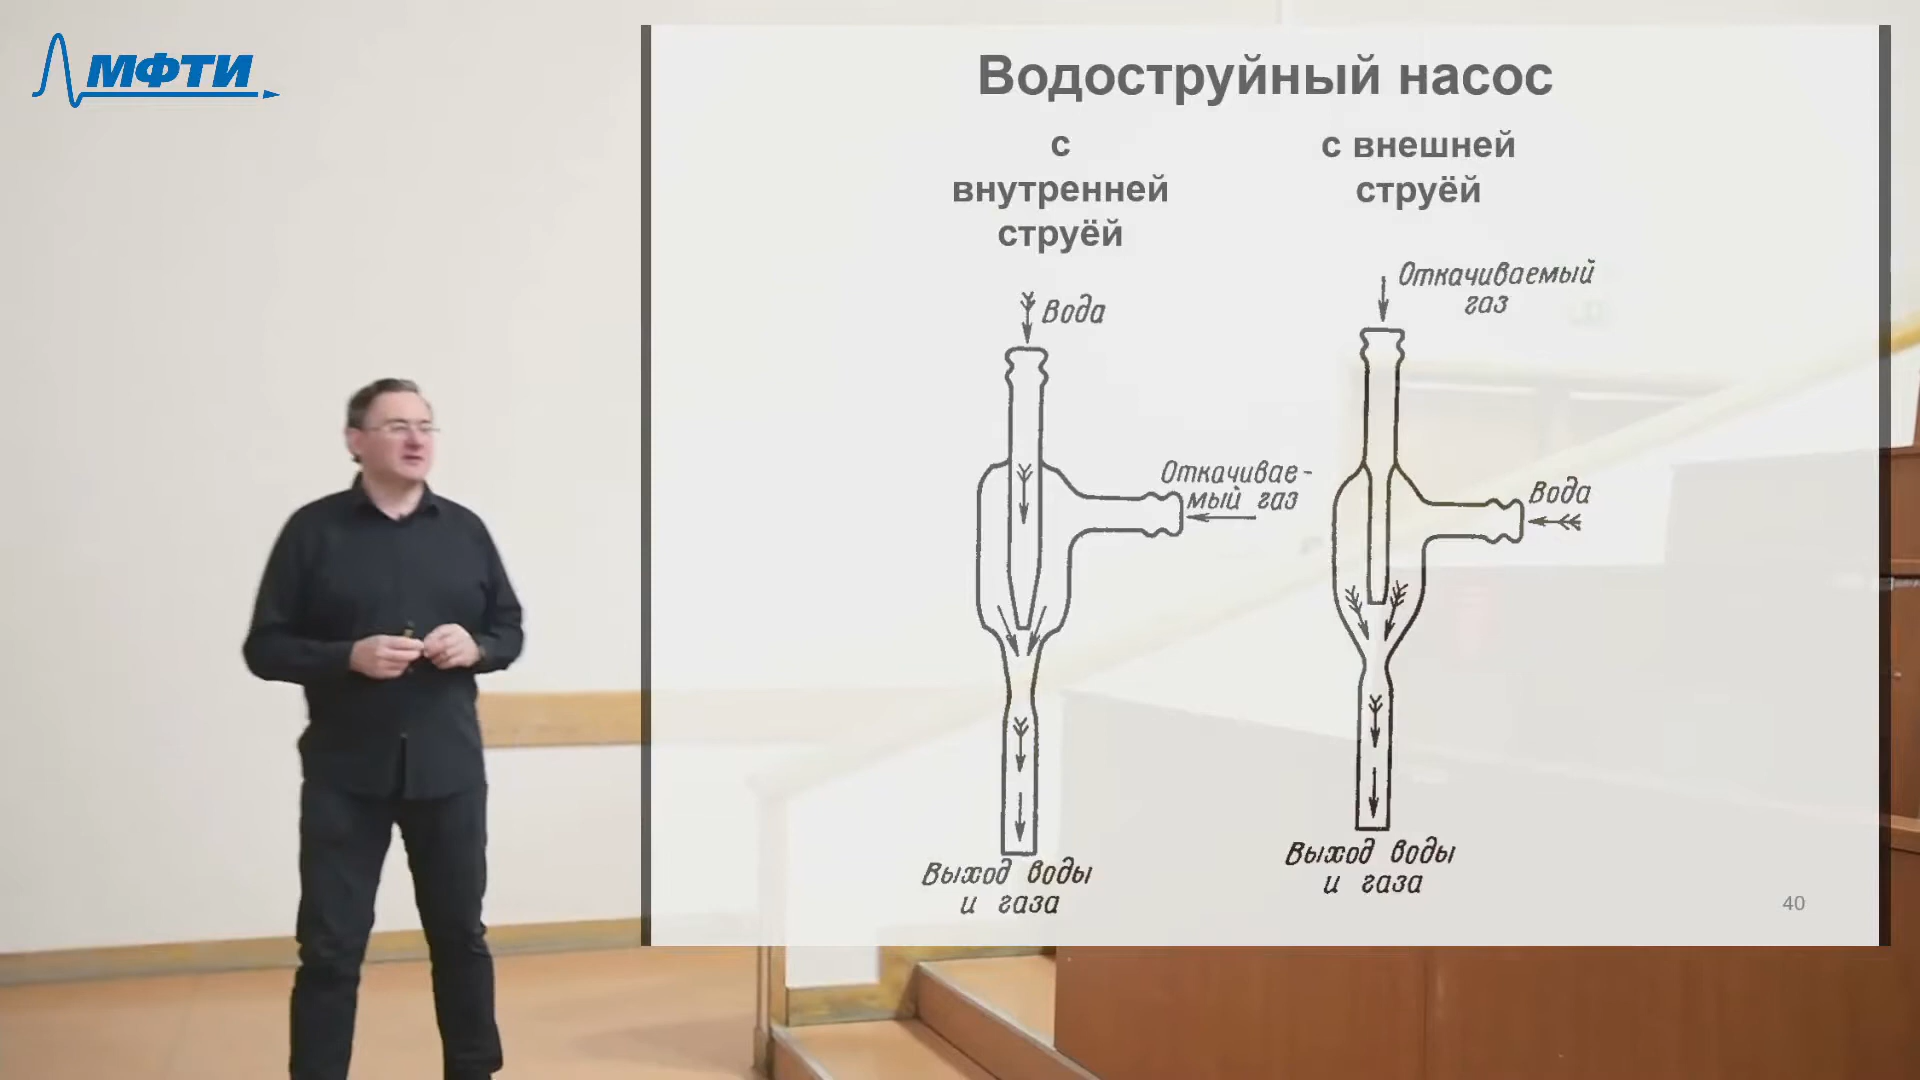 МФТИ
Водоструйный насос
с
внутренней
струёй
с внешней
струёй
Вода
Откачивае-
мый газ
Выход воды
и газа
Откачиваемый
газ
Вода
Выход воды
и газа
40